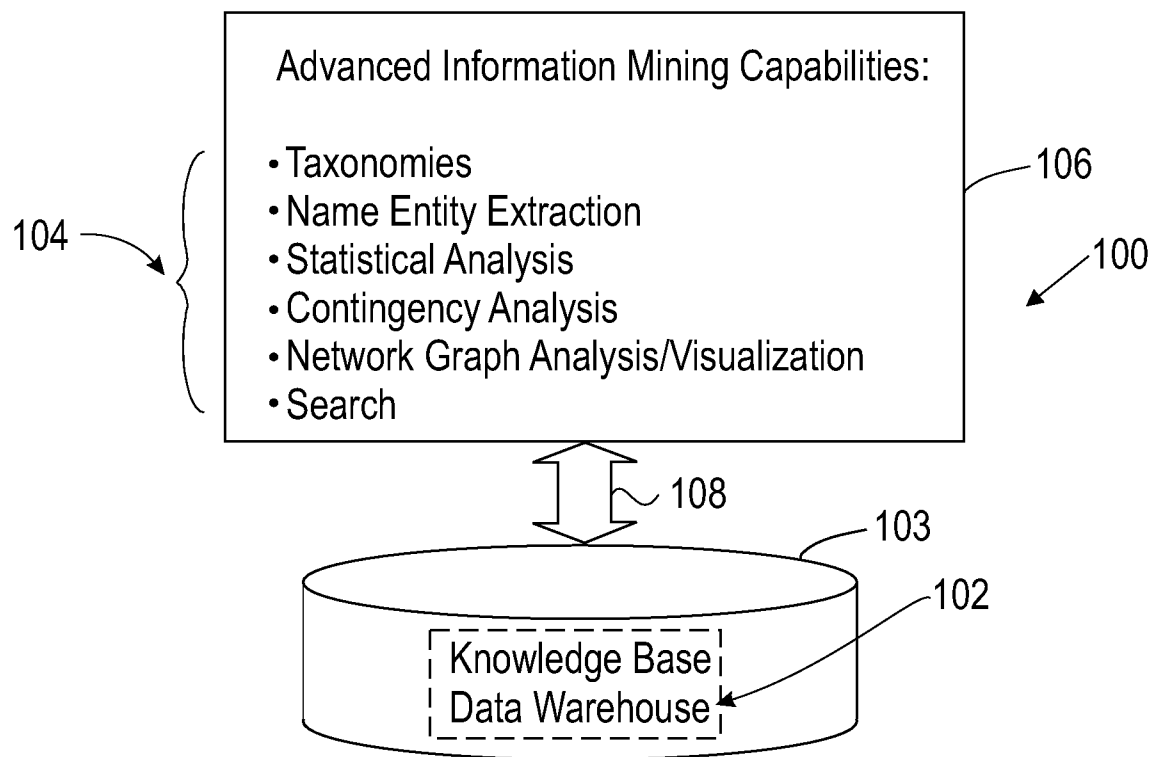 Advanced Information Mining Capabilities:
• Taxonomies
106
• Name Entity Extraction
104
• Statistical Analysis
100
• Contingency Analysis
• Network Graph Analysis/Visualization
• Search
108
103
102
Knowledge Base
Data Warehouse